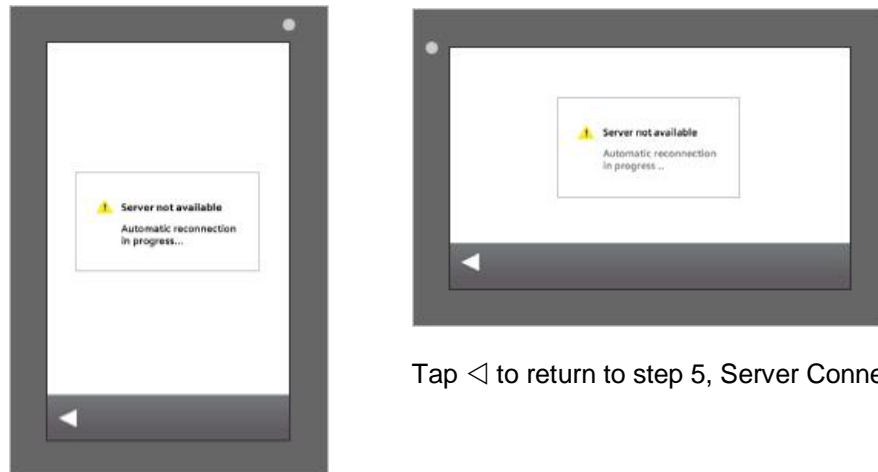 Server not available
Automatic reconnection
in progress...
Server not available
Automatic reconnection
in progress ..
Tap ◁ to return to step 5, Server Conne